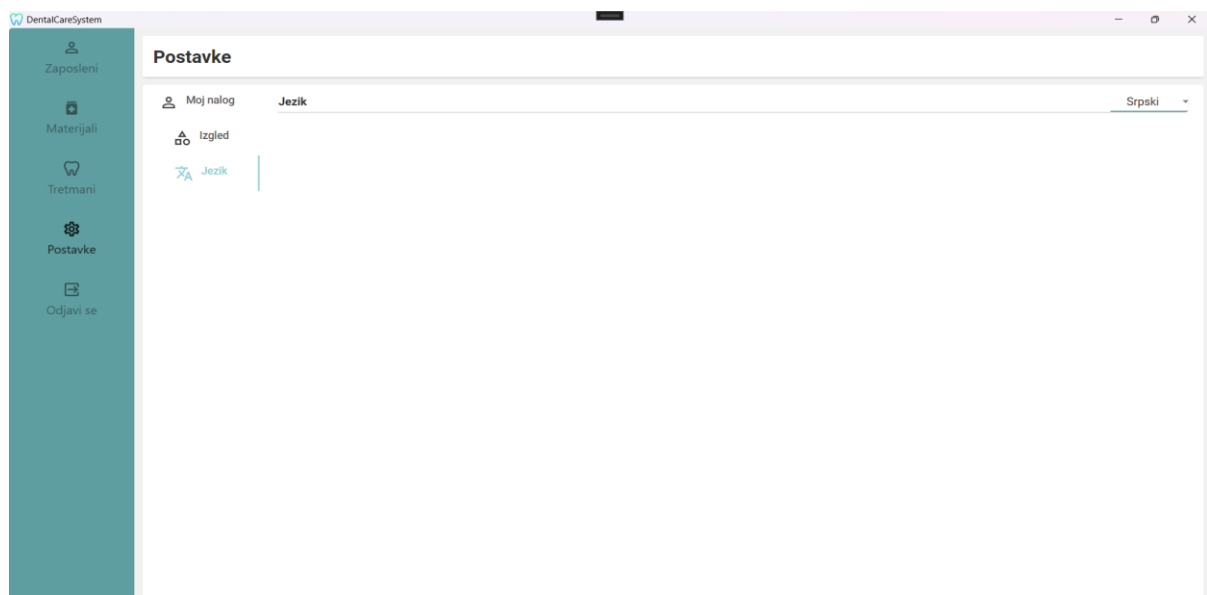 DentalCareSystem
Zaposleni
Materijali
Tretmani
Postavke
Odjavi se
Postavke
Moj nalog
Izgled
Jezik
Jezik
Srpski